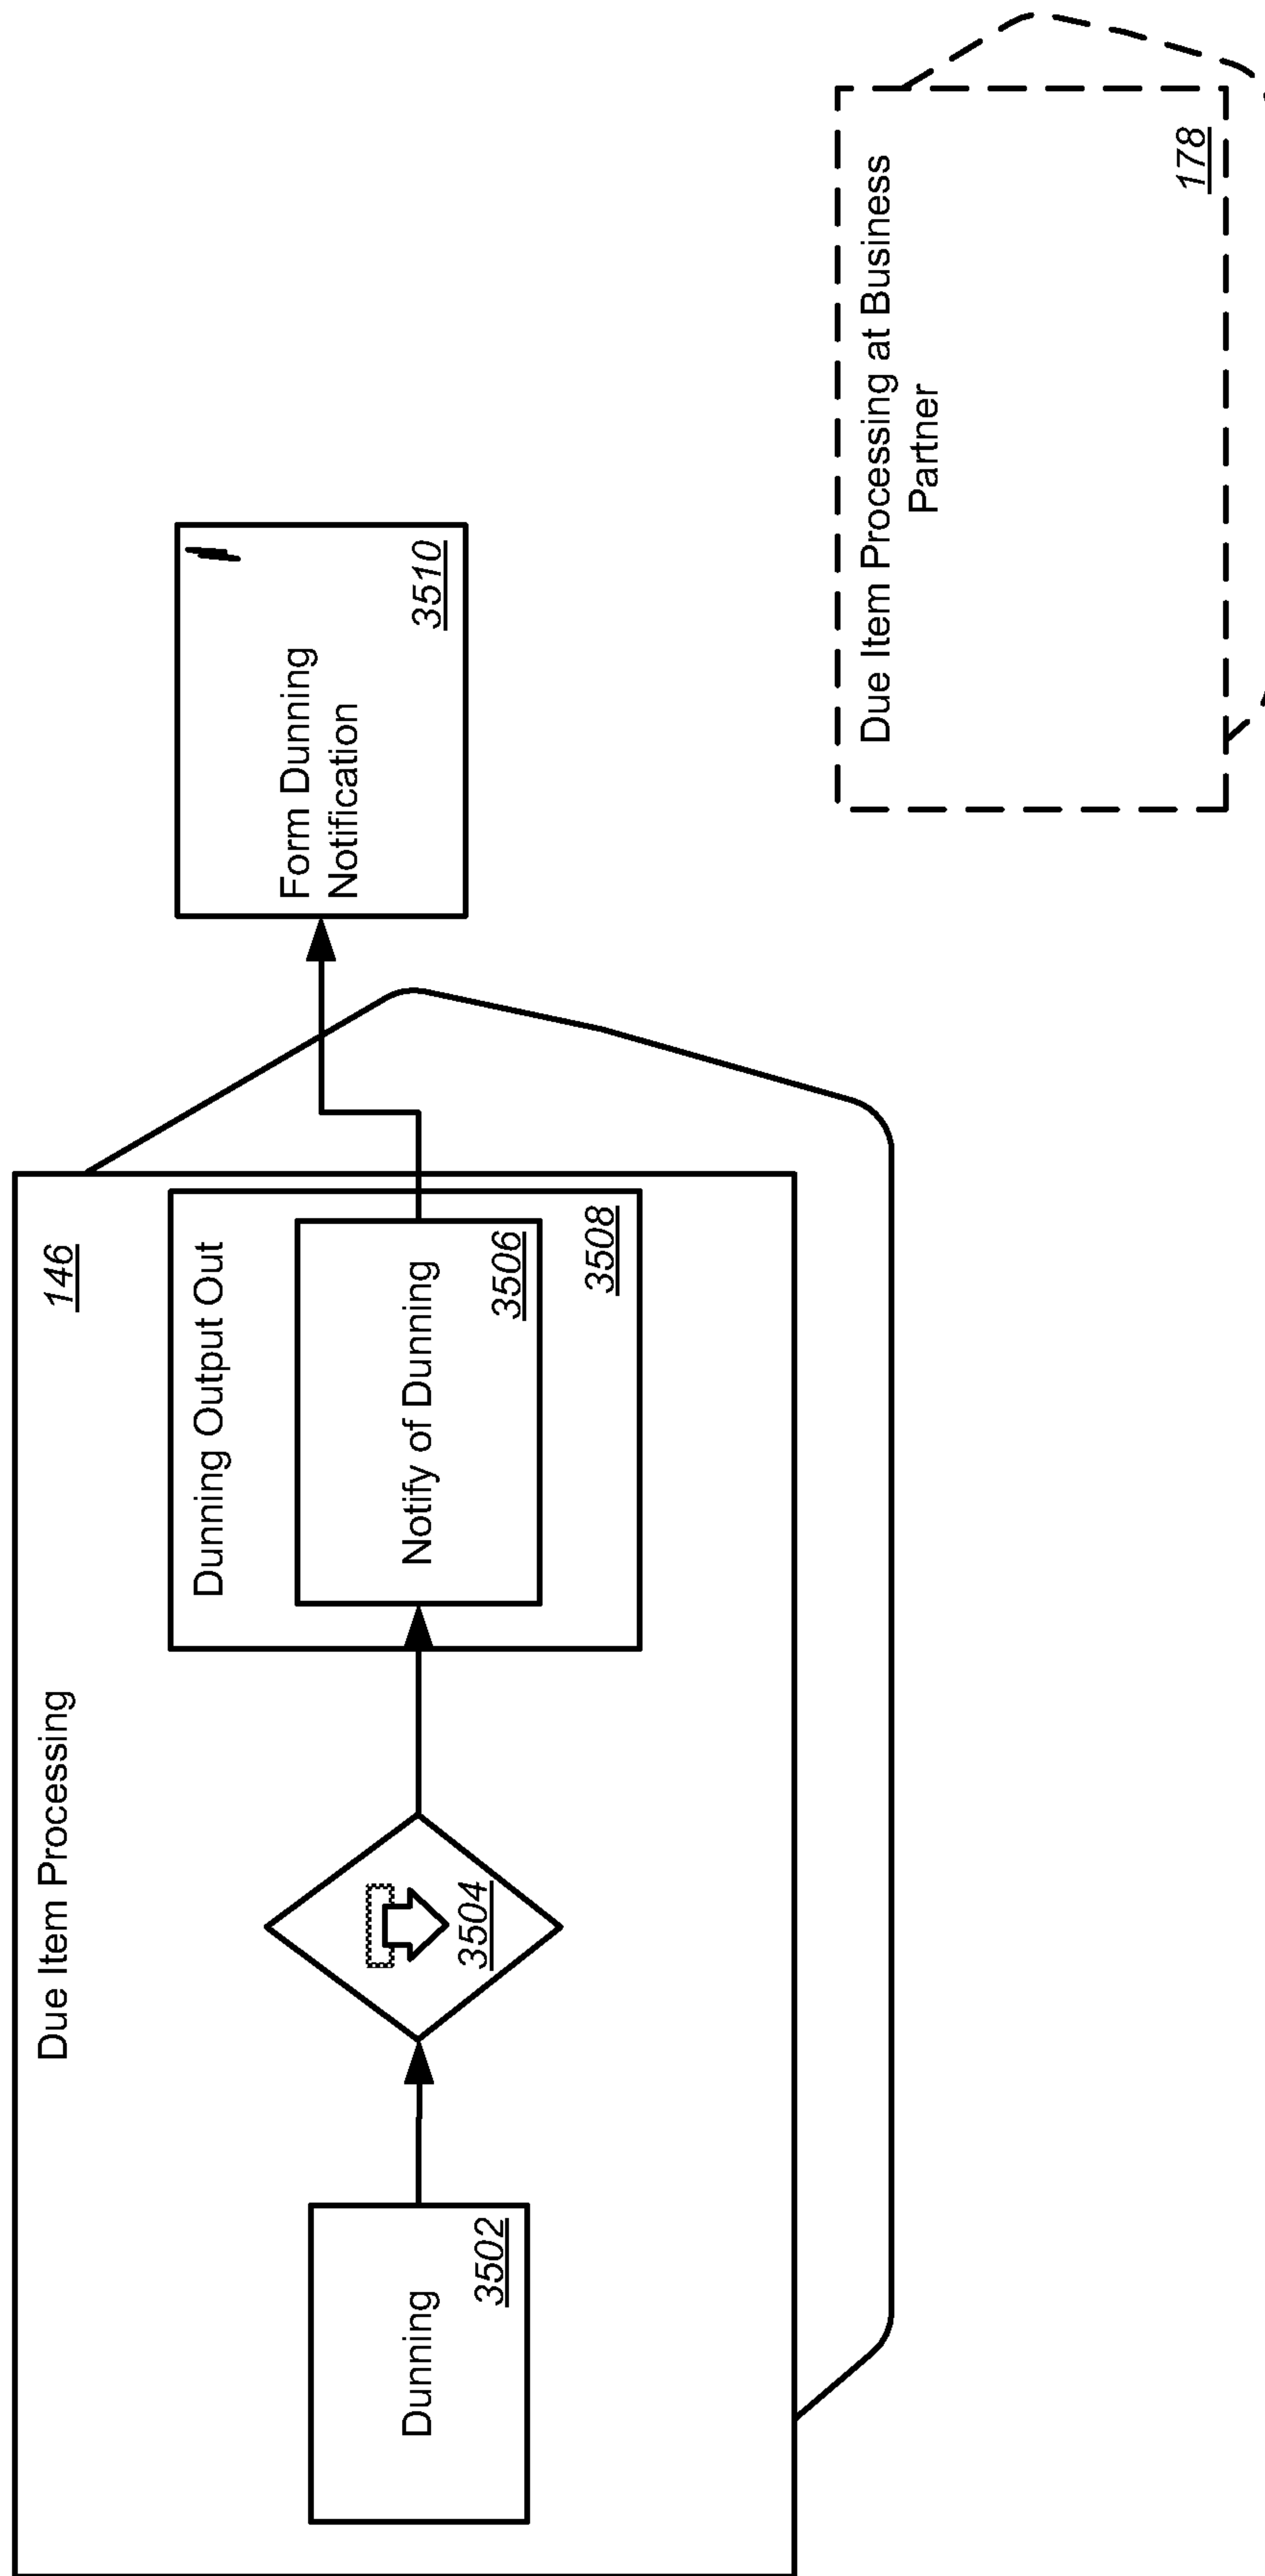 Due Item Processing
146
Dunning
3502
3504
Dunning Output Out
Notify of Dunning
3506
3508
Form Dunning
Notification
3510
Due Item Processing at Business
Partner
178